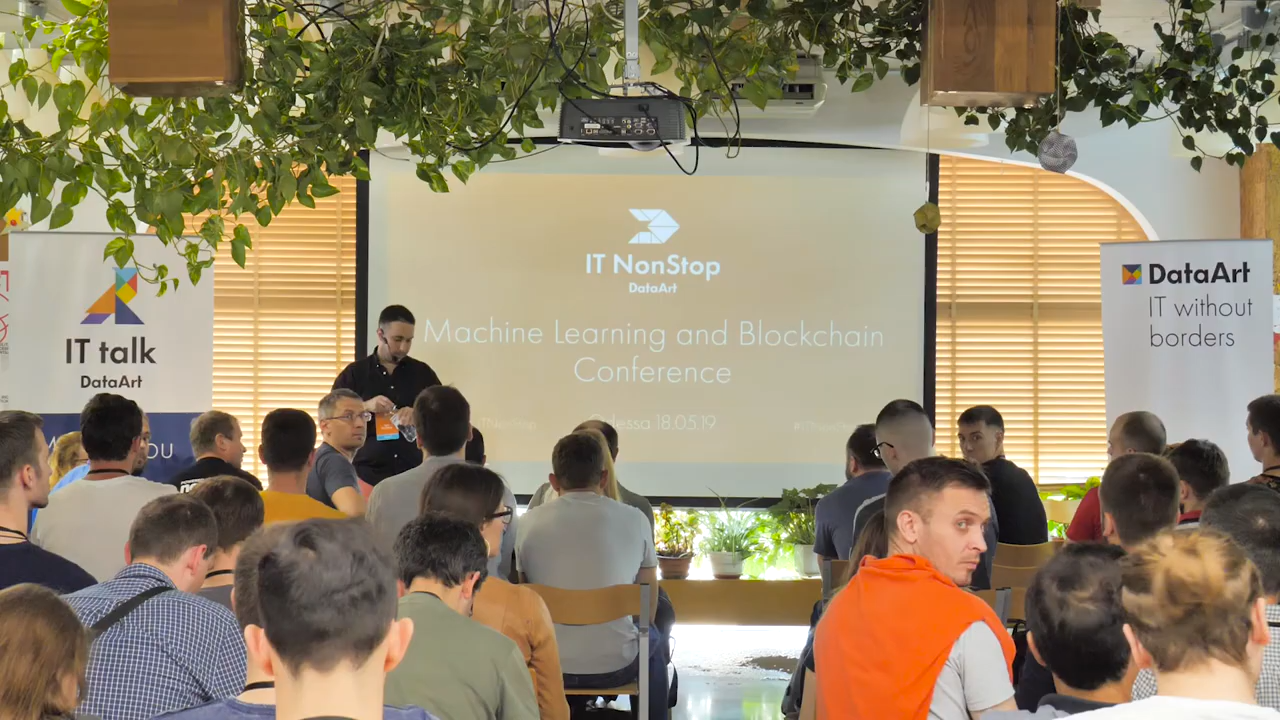 IT NonStop
DataArt
Machine Learning and Blockchain
Conference
Odessa 18.05.19
IT talk
DataArt
YOU
DataArt
IT without
borders